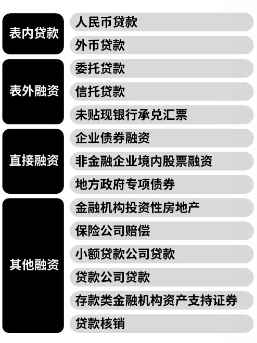 表内贷款
人民币贷款
外币贷款
表外融资
委托贷款
信托贷款
未贴现银行承兑汇票
直接融资
企业债券融资
非金融企业境内股票融资
地方政府专项债券
其他融资
金融机构投资性房地产
保险公司赔偿
小额贷款公司贷款
贷款公司贷款
存款类金融机构资产支持证券
贷款核销